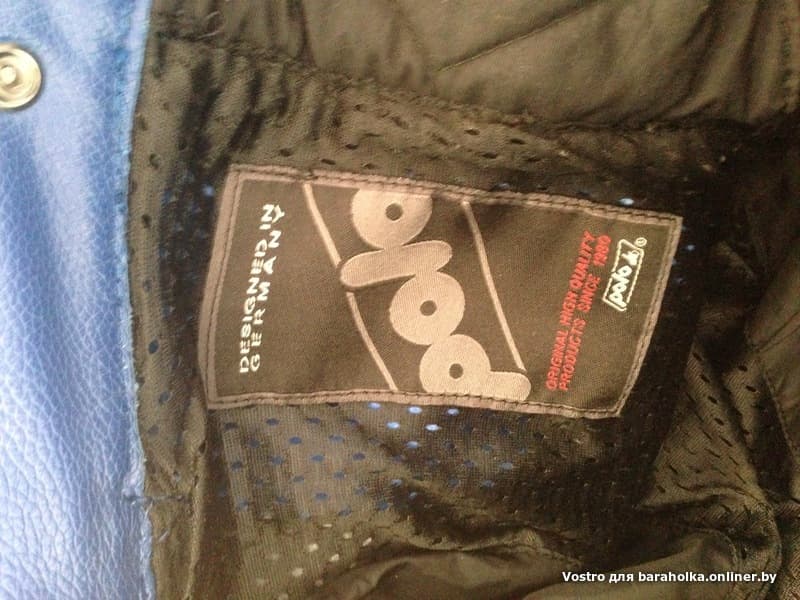 DESIGNED IN
GERMANY
polo
ORIGINAL HIGH QUALITY
PRODUCTS SINCE 1980
polo ®
Vostro для baraholka.onliner.by